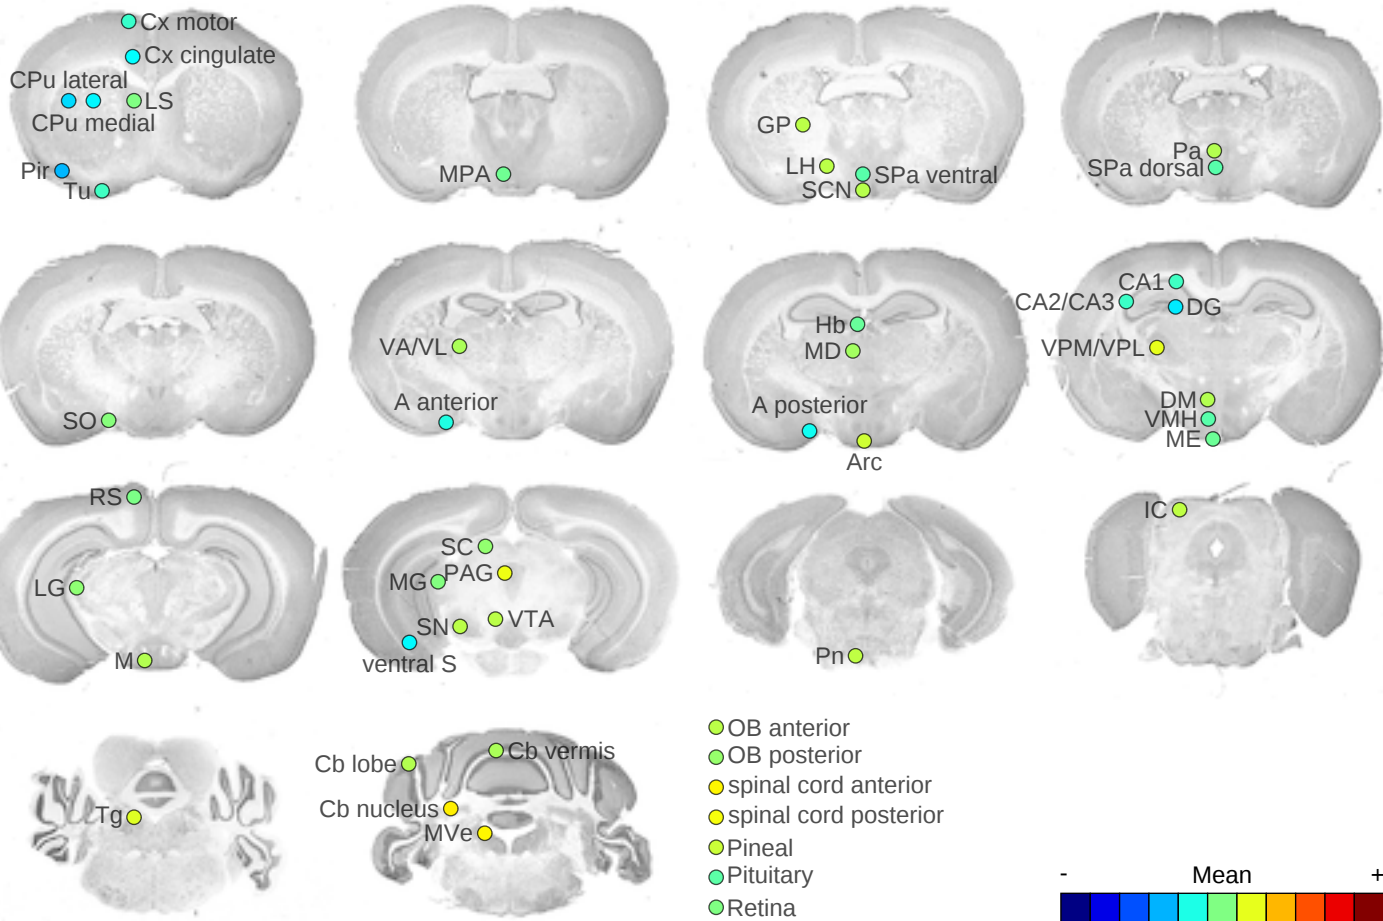 Cx motor
Cx cingulate
CPu lateral
LS
CPu medial
Pir
Tu
MPA
GP
LH
SPa ventral
SCN
Pa
SPa dorsal
SO
VA/VL
A anterior
Hb
MD
A posterior
Arc
CA1
CA2/CA3
DG
VPM/VPL
DM
VMH
ME
RS
LG
M
SC
PAG
MG
SN
VTA
ventral S
Pn
IC
Tg
Cb lobe
Cb vermis
Cb nucleus
MVe
OB anterior
OB posterior
spinal cord anterior
spinal cord posterior
Pineal
Pituitary
Retina
- Mean +